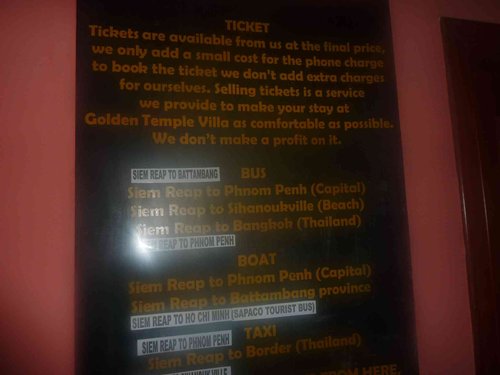 TICKET
Tickets are available from us at the final price,
we only add a small cost for the phone charge
to book the ticket we don't add extra charges
for ourselves. Selling tickets is a service
we provide to make your stay at
Golden Temple Villa as comfortable as possible.
We don't make a profit on it.
SIEM REAP TO BATTAMBANG BUS
Siem Reap to Phnom Penh (Capital)
Siem Reap to Sihanoukville (Beach)
Siem Reap to Bangkok (Thailand)
SIEM REAP TO PHNOM PENH
BOAT
Siem Reap to Phnom Penh (Capital)
Siem Reap to Battambang province
SIEM REAP TO HO CHI MINH (SAPACO TOURIST BUS)
SIEM REAP TO PHNOM PENH TAXI
Siem Reap to Border (Thailand)
FROM HERE,